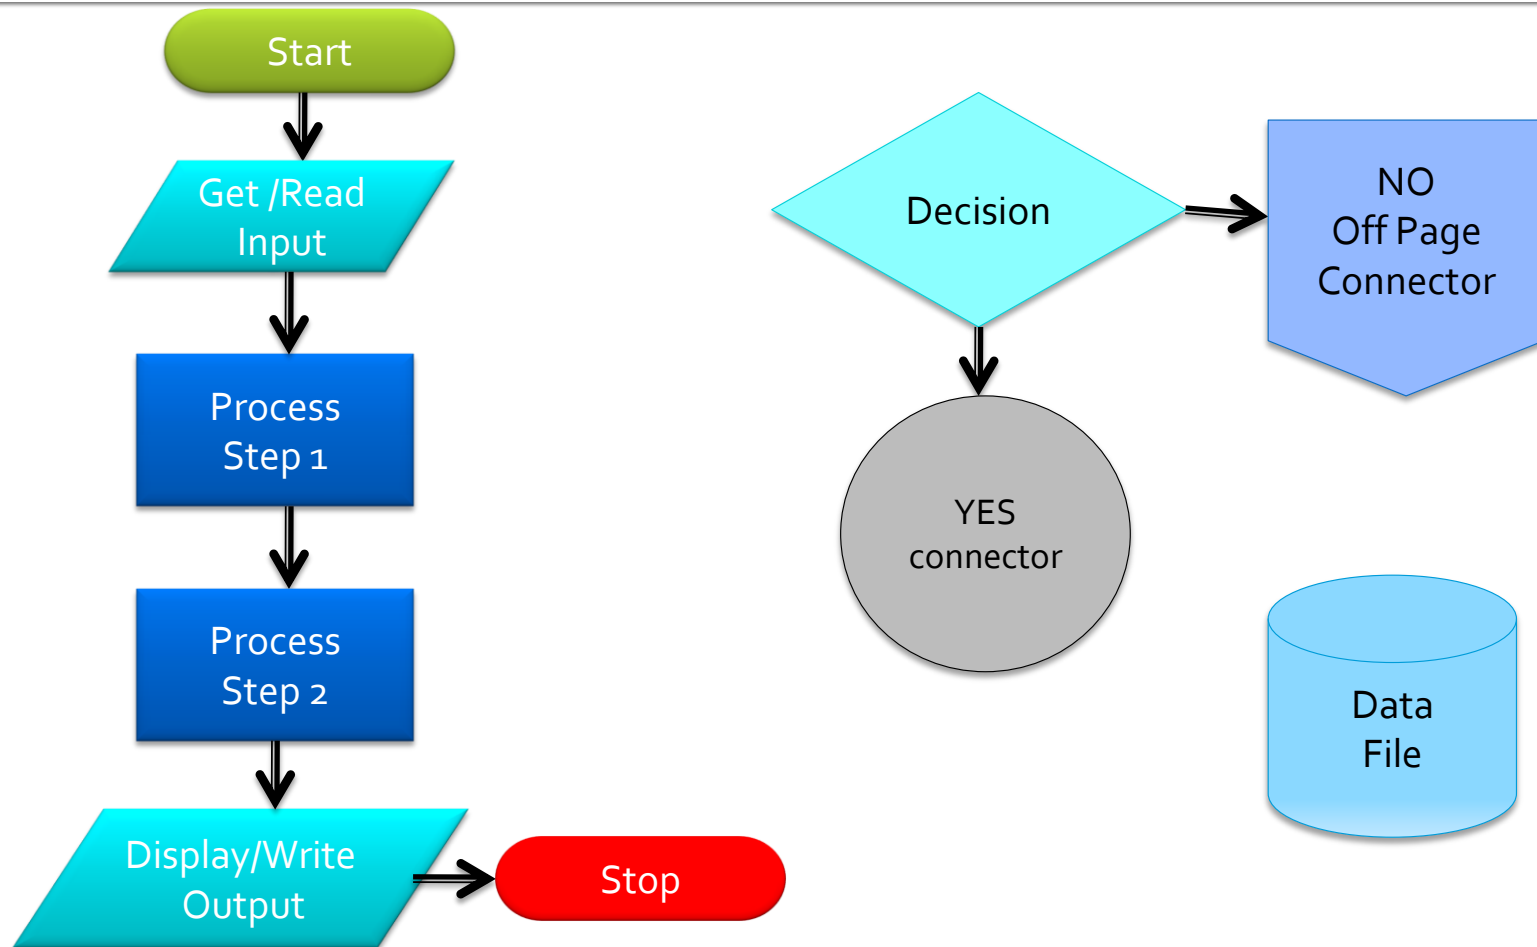 Start
Get /Read
Input
Process
Step 1
Process
Step 2
Display/Write
Output
Stop
Decision
NO
Off Page
Connector
YES
connector
Data
File